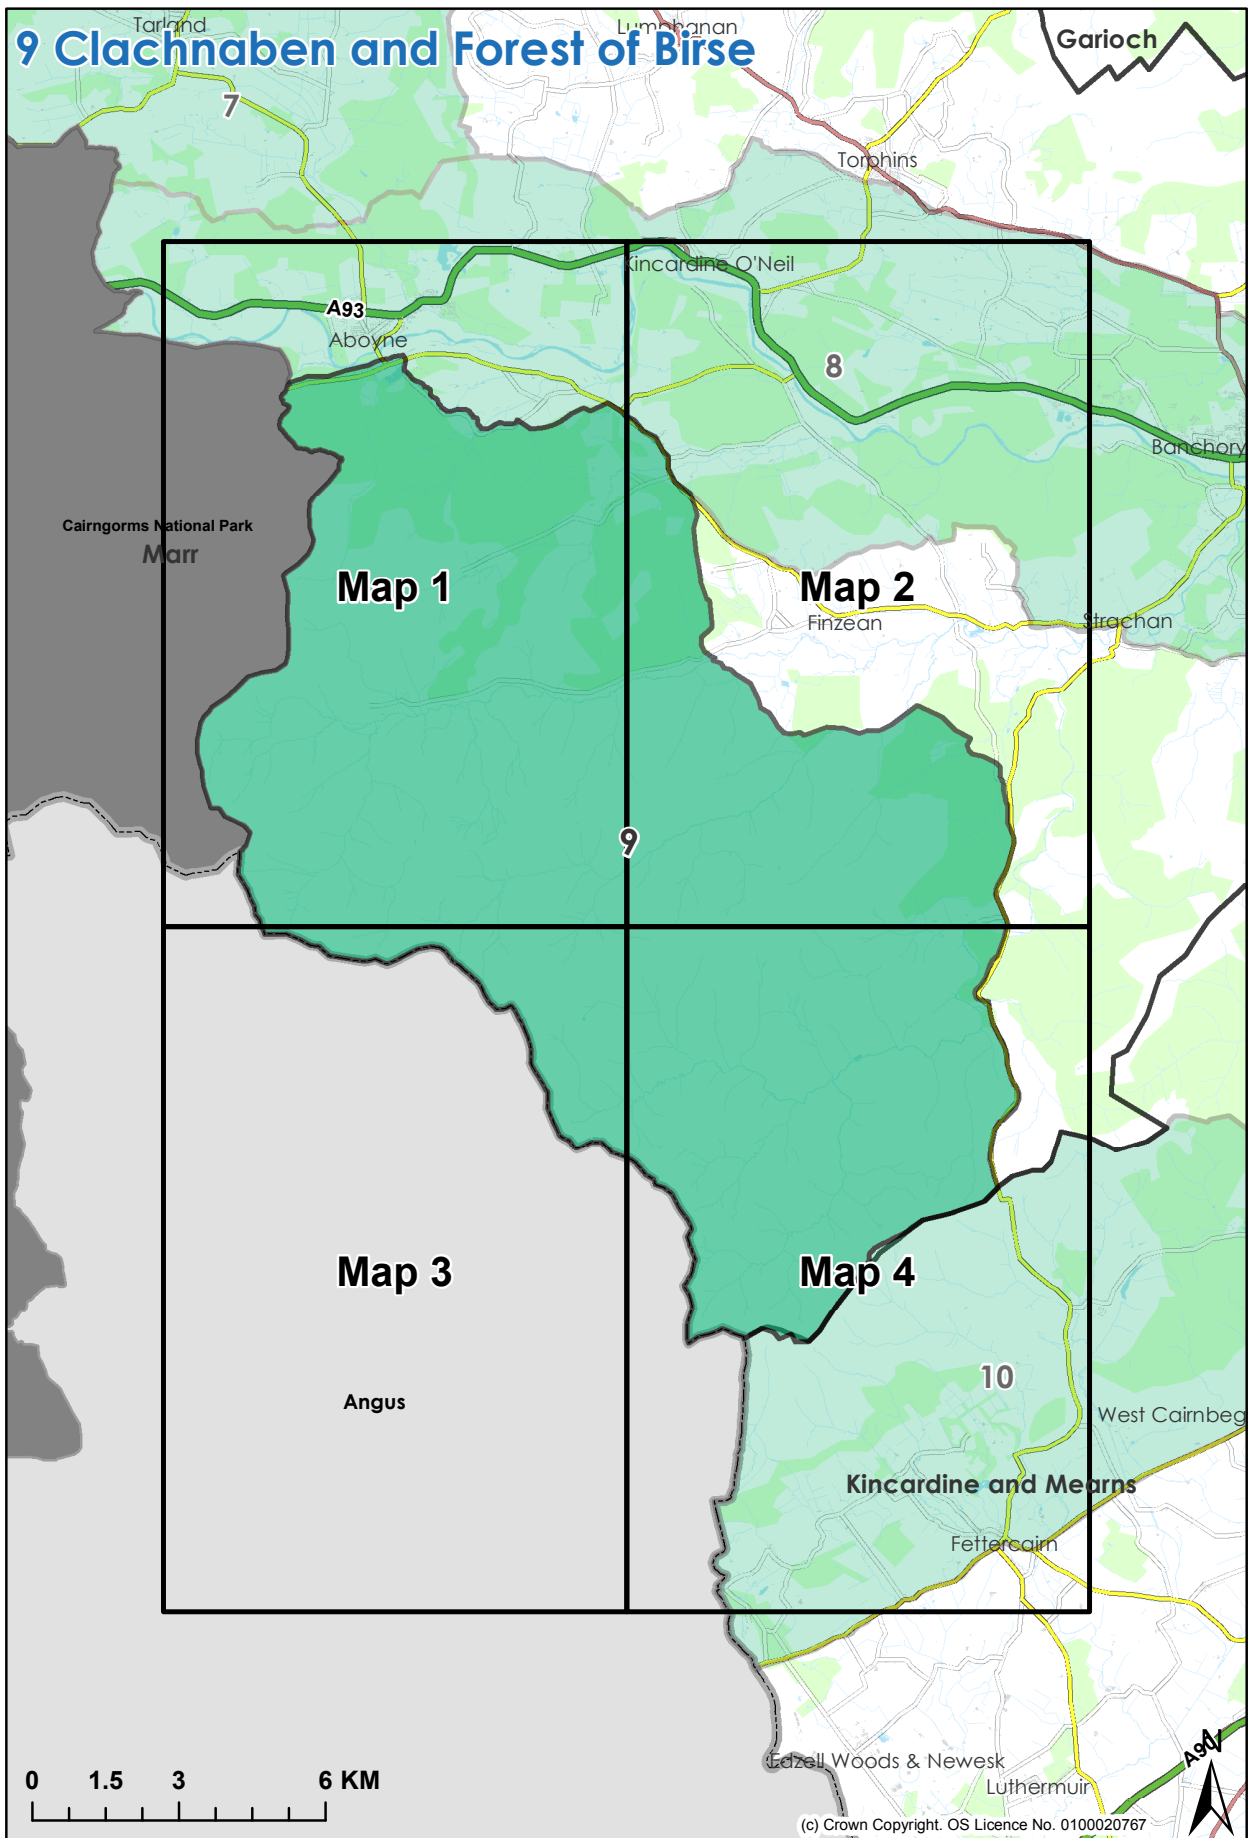 Tarland
Lumphanan
9 Clachnaben and Forest of Birse
Garioch
7
Torphins
Kincardine O'Neil
A93
Aboyne
8
Banchory
Cairngorms National Park
Marr
Map 1
Map 2
Finzean
Strachan
9
Map 3
Map 4
10
Angus
West Cairnbeg
Kincardine and Mearns
Fettercairn
A90
N
Edzell Woods & Newesk
Luthermuir
0 1.5 3 6 KM
(c) Crown Copyright. OS Licence No. 0100020767